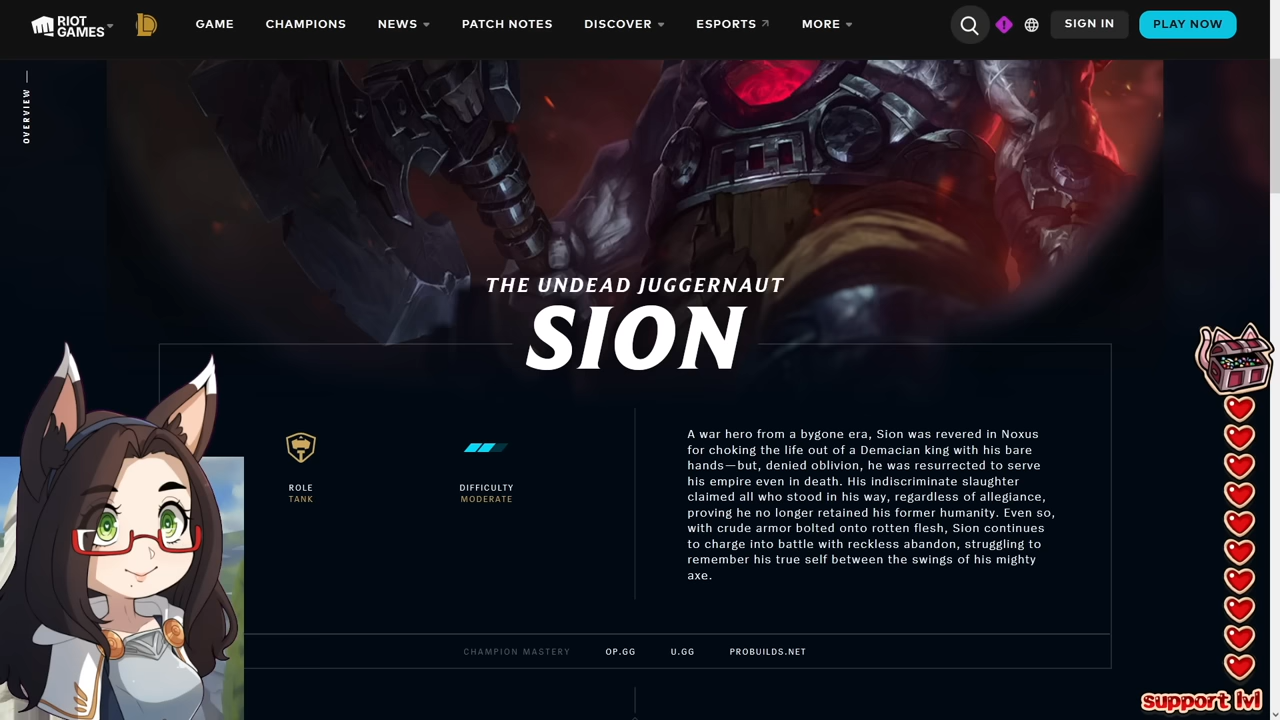 RIOT GAMES
GAME CHAMPIONS NEWS PATCH NOTES DISCOVER ESPORTS MORE SIGN IN PLAY NOW
OVERVIEW
THE UNDEAD JUGGERNAUT
SION
ROLE
TANK
DIFFICULTY
MODERATE
A war hero from a bygone era, Sion was revered in Noxus
for choking the life out of a Demacian king with his bare
hands—but, denied oblivion, he was resurrected to serve
his empire even in death. His indiscriminate slaughter
claimed all who stood in his way, regardless of allegiance,
proving he no longer retained his former humanity. Even so,
with crude armor bolted onto rotten flesh, Sion continues
to charge into battle with reckless abandon, struggling to
remember his true self between the swings of his mighty
axe.
CHAMPION MASTERY OP.GG U.GG PROBUILDS.NET
support lvl